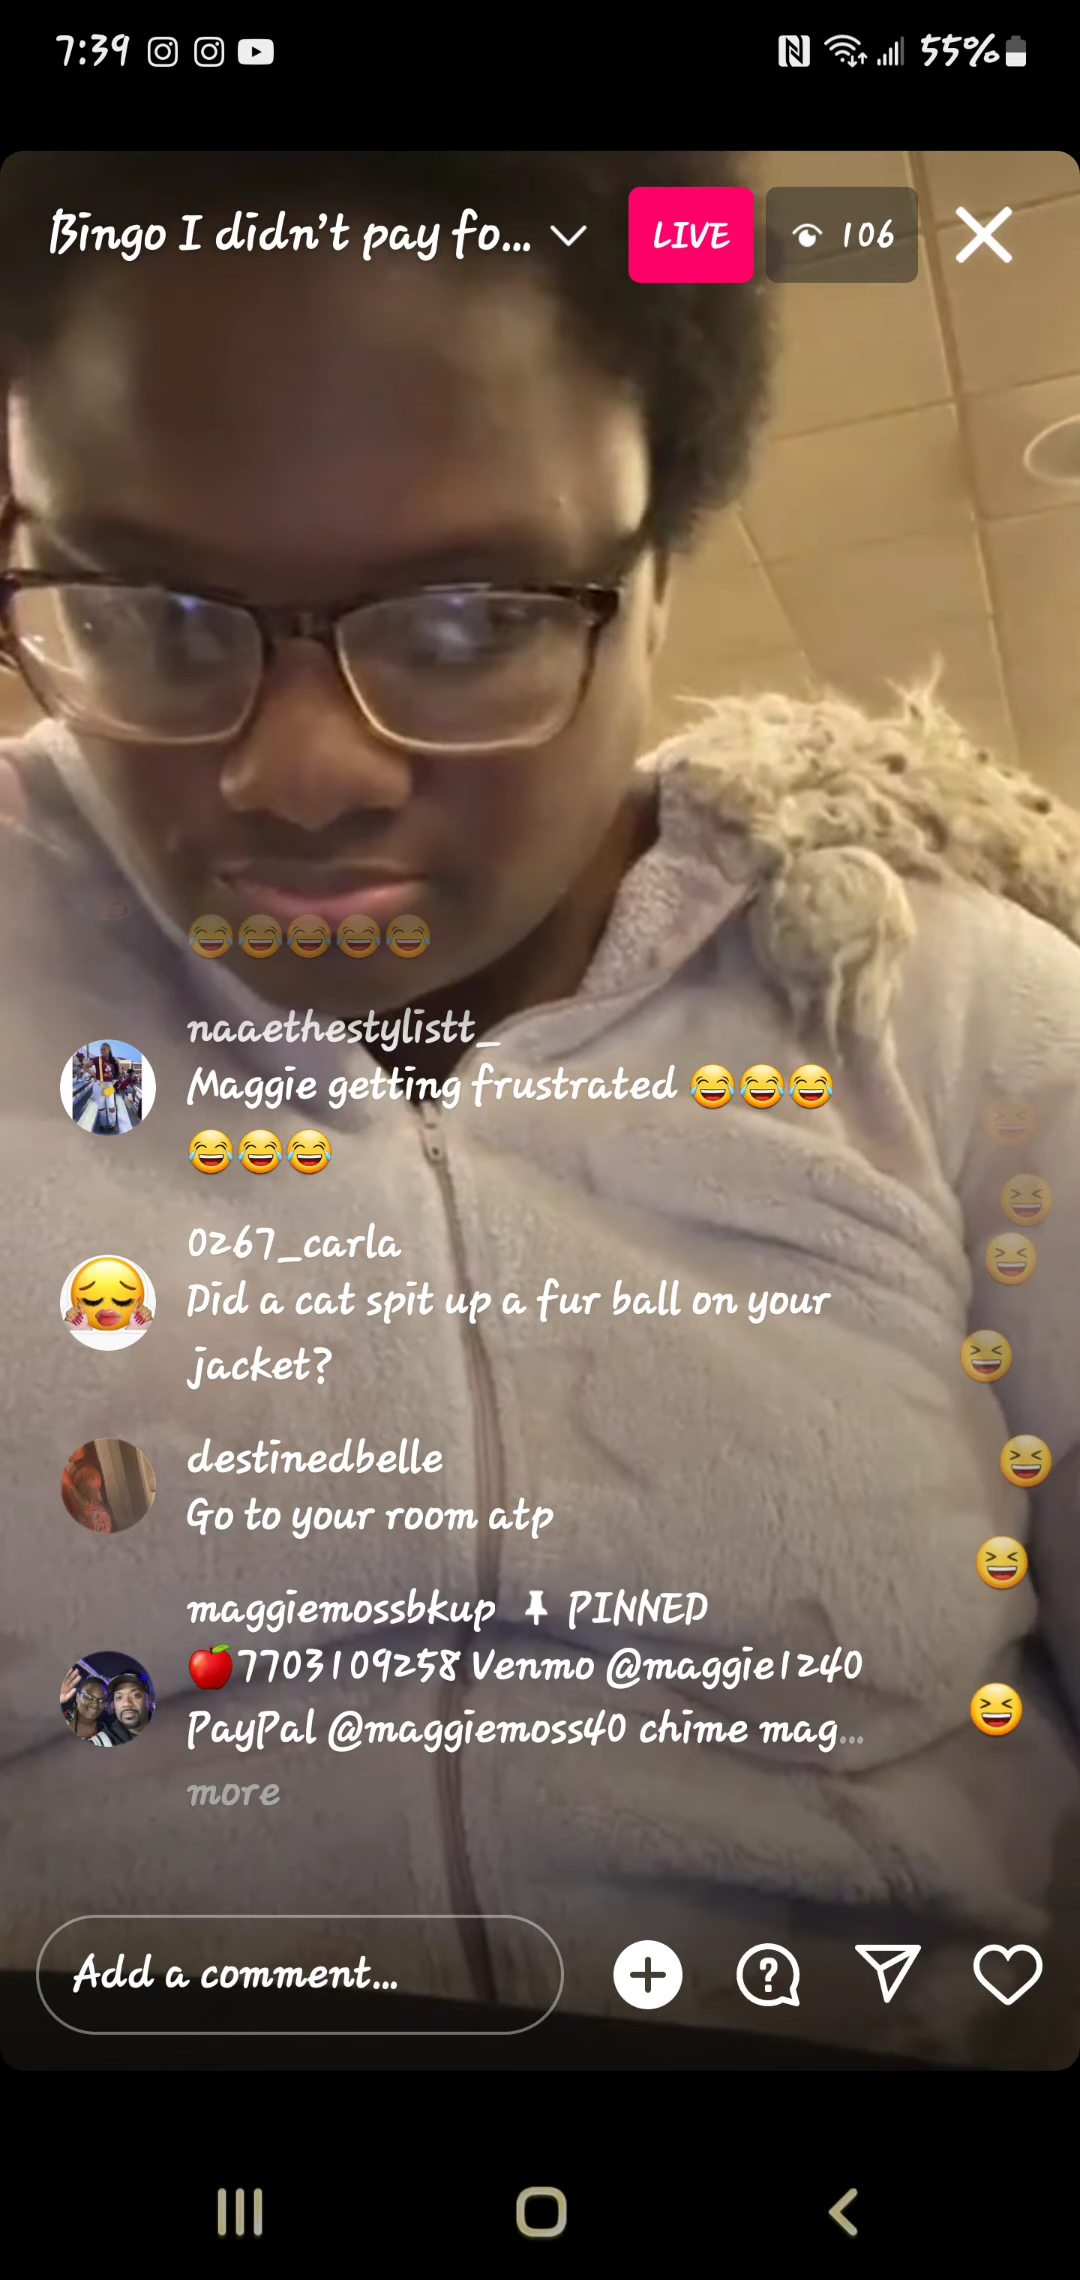 7:39
55%
Bingo I didn't pay fo...
LIVE
106
😂😂😂😂😂
naaethestylistt_
Maggie getting frustrated 😂😂😂
😂😂😂
0267_carla
Did a cat spit up a fur ball on your
jacket?
destinedbelle
Go to your room atp
maggiemossbkup 📌 PINNED
🍎7703109258 Venmo @maggie1240
PayPal @maggiemoss40 chime mag...
more
Add a comment...